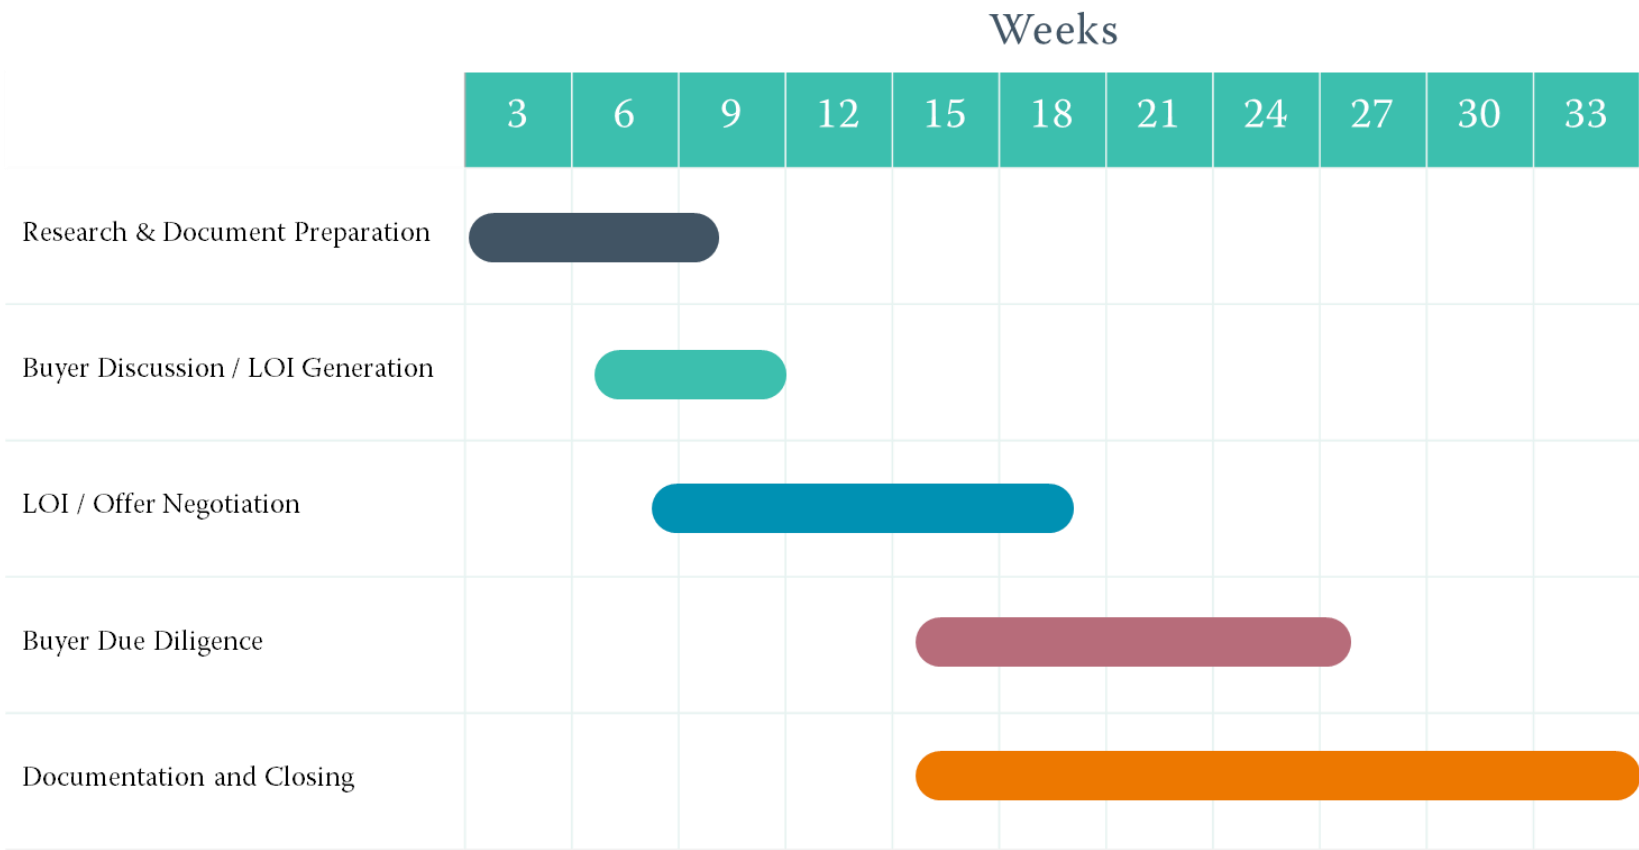 Weeks
3 6 9 12 15 18 21 24 27 30 33
Research & Document Preparation
Buyer Discussion / LOI Generation
LOI / Offer Negotiation
Buyer Due Diligence
Documentation and Closing